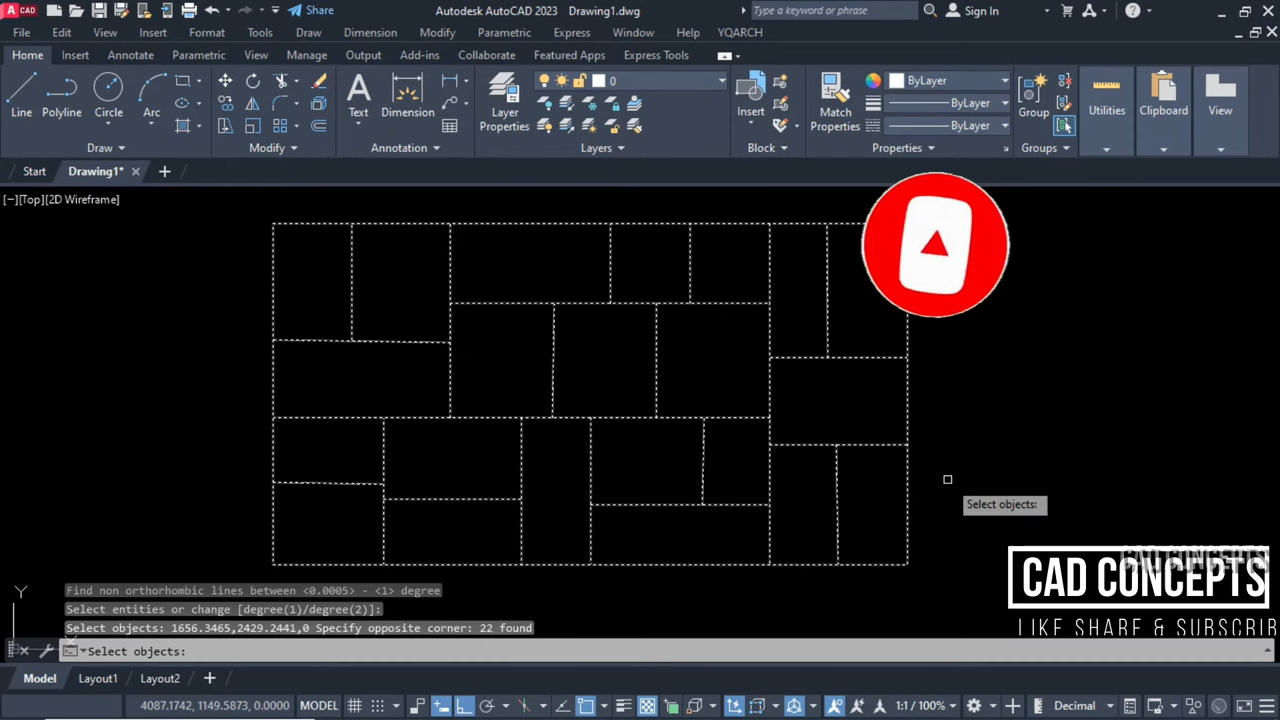 CAD
Share
Autodesk AutoCAD 2023 Drawing1.dwg
Type a keyword or phrase
Sign In
File Edit View Insert Format Tools Draw Dimension Modify Parametric Express Window Help YQARCH
Home Insert Annotate Parametric View Manage Output Add-ins Collaborate Express Tools Featured Apps
0
ByLayer
ByLayer
ByLayer
Line Polyline Circle Arc
Text Dimension
Layer Properties
Insert
Match Properties
Group
Utilities
Clipboard
View
Draw Modify Annotation Layers Block Properties Groups
Start Drawing1*
[−][Top][2D Wireframe]
Select objects:
Y
CAD CONCEPTS
CAD CONCEPTS
LIKE SHARE & SUBSCRIB
Find non orthorhombic lines between <0.0005> - <1> degree
Select entities or change [degree(1)/degree(2)]:
Select objects: 1656.3465,2429.2441,0 Specify opposite corner: 22 found
Select objects:
Model Layout1 Layout2
4087.1742, 1149.5873, 0.0000 MODEL
1:1 / 100%
Decimal